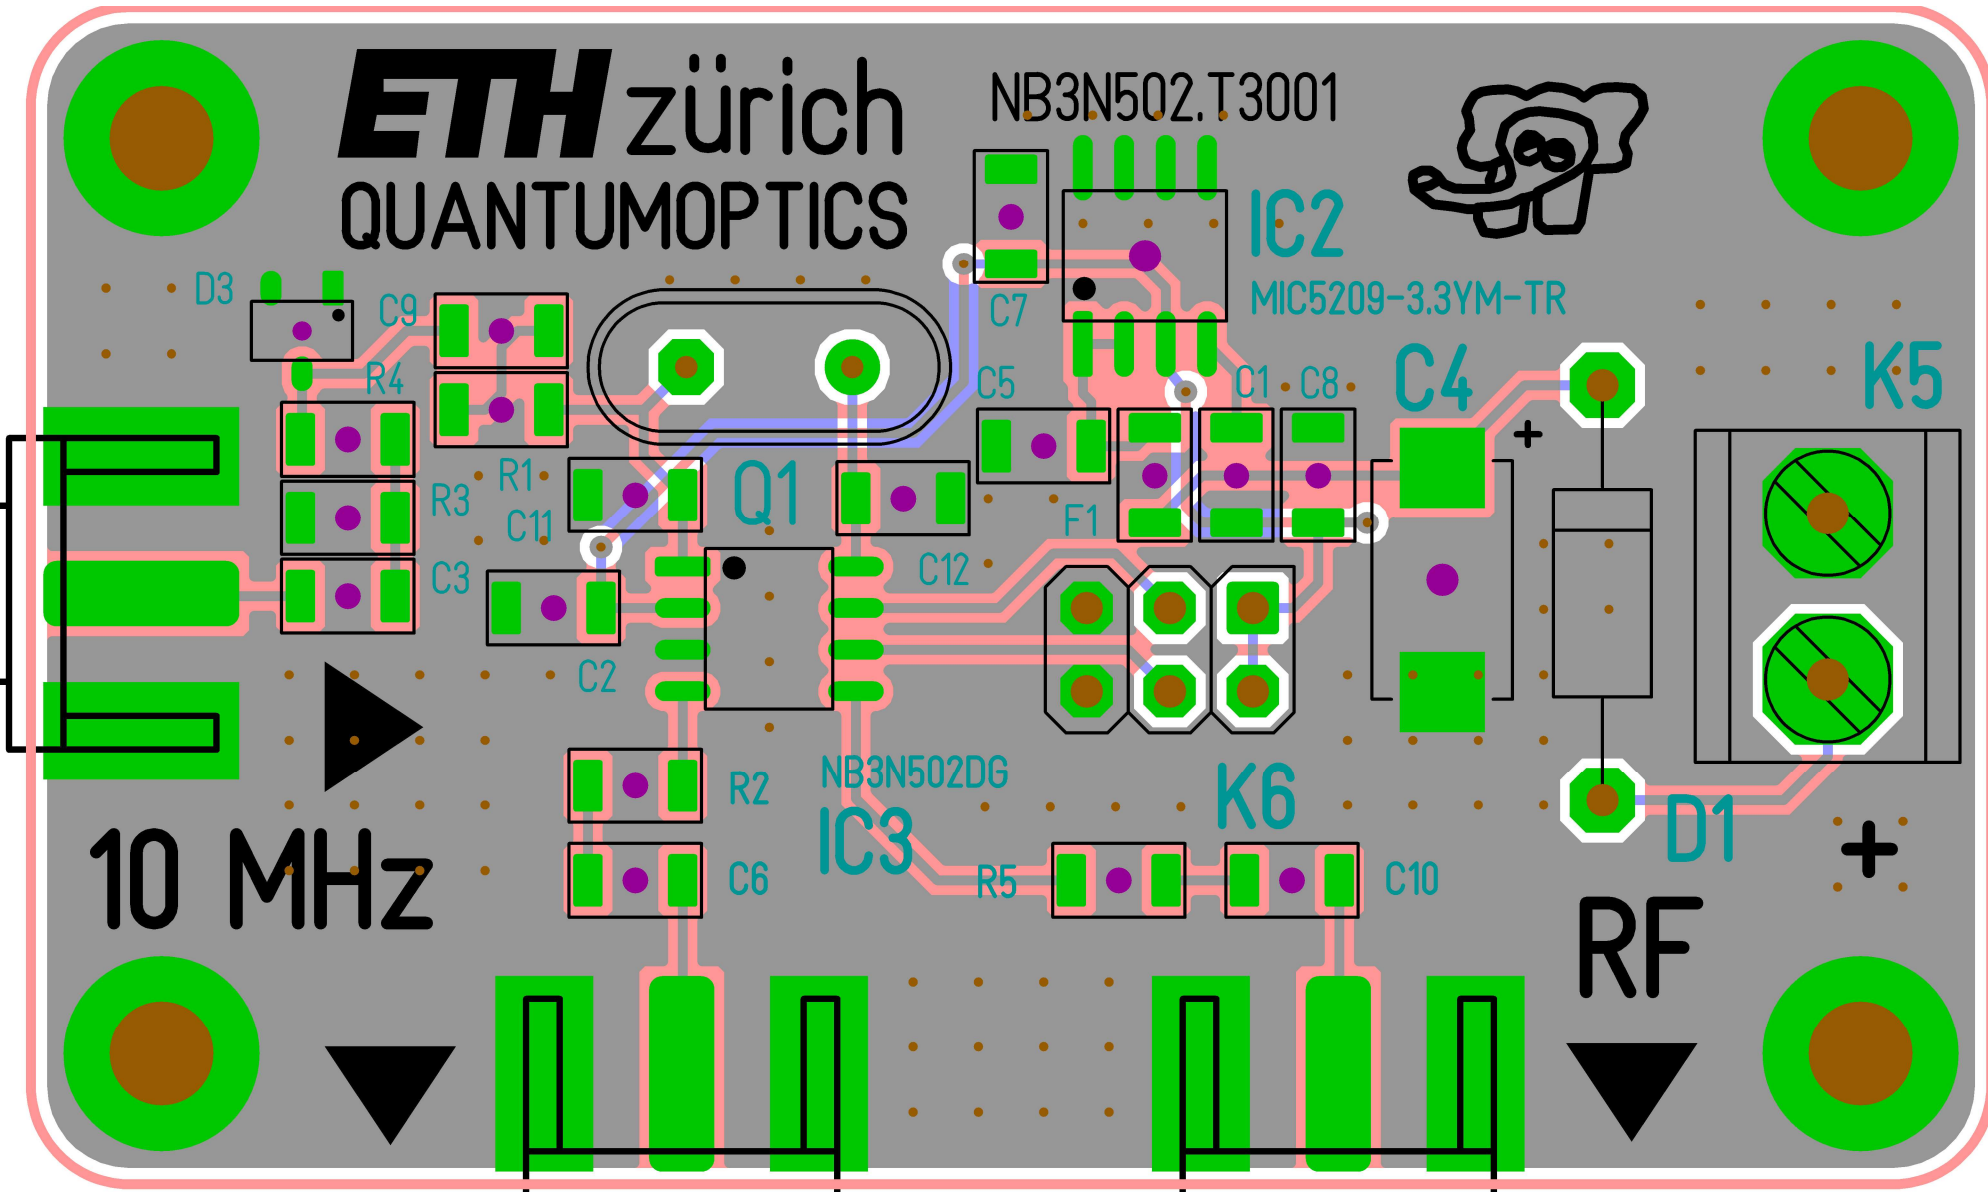 ETH zürich
QUANTUMOPTICS
NB3N502.T3001
IC2
MIC5209-3.3YM-TR
D3
C9
C7
R4
C5
C1
C8
C4
+
K5
R1
Q1
R3
C11
F1
C3
C12
C2
NB3N502DG
R2
K6
IC3
D1
+
10 MHz
C6
R5
C10
RF